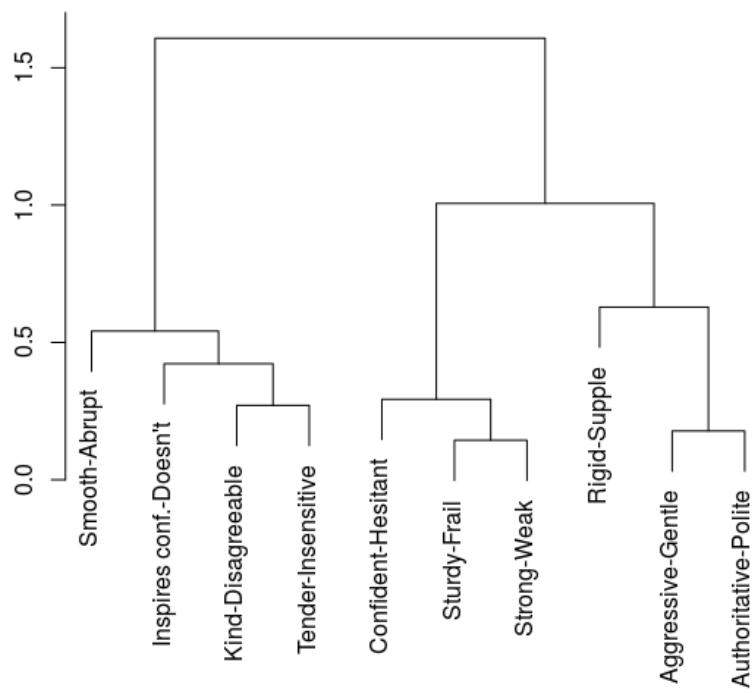 1.5
1.0
0.5
0.0
Smooth-Abrupt
Inspires conf.-Doesn't
Kind-Disagreeable
Tender-Insensitive
Confident-Hesitant
Sturdy-Frail
Strong-Weak
Rigid-Supple
Aggressive-Gentle
Authoritative-Polite